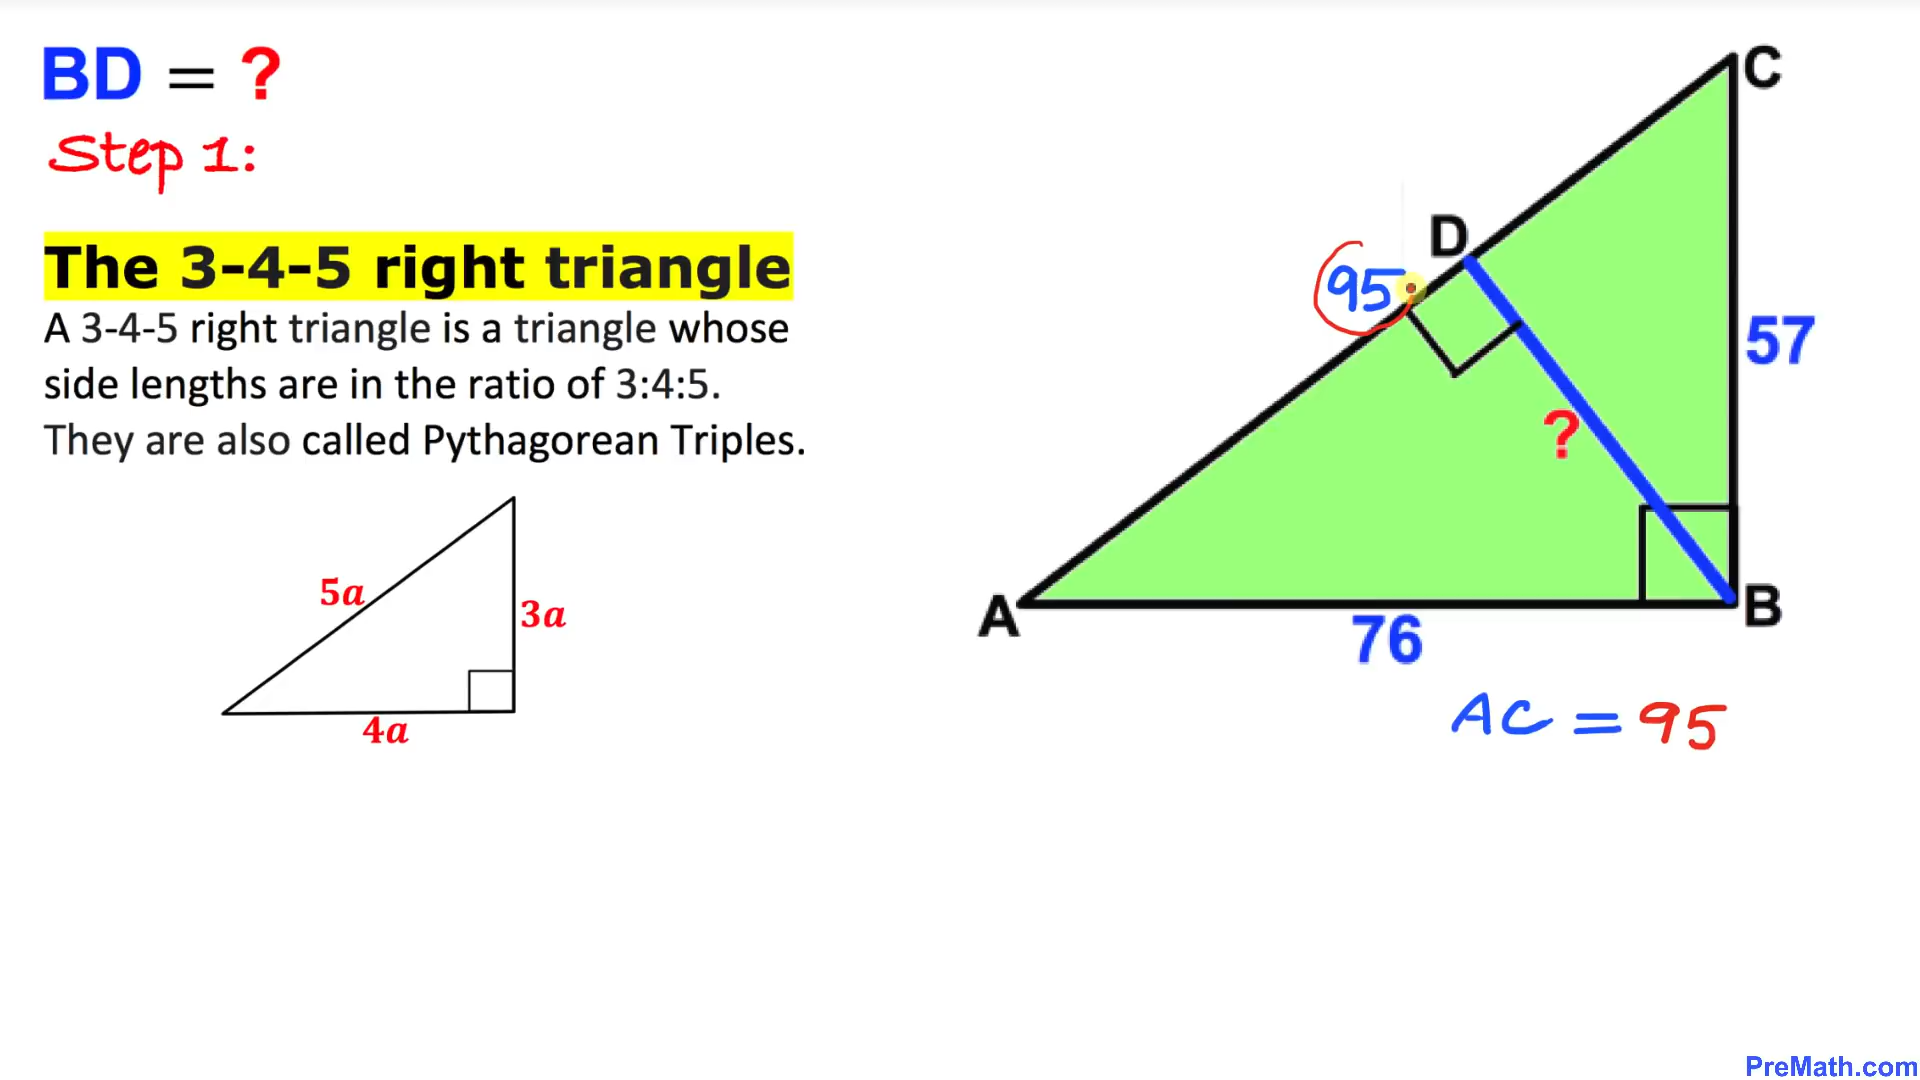 BD = ?
Step 1:
The 3-4-5 right triangle
A 3-4-5 right triangle is a triangle whose
side lengths are in the ratio of 3:4:5.
They are also called Pythagorean Triples.
5a
3a
4a
C
D
95
57
?
A
B
76
AC = 95
PreMath.com